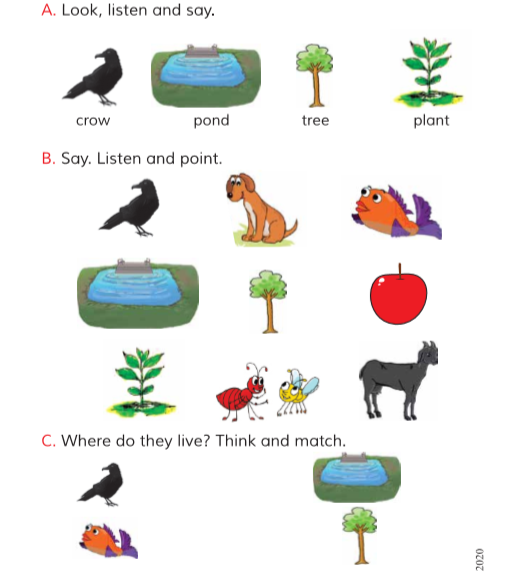 A. Look, listen and say.
crow pond tree plant
B. Say. Listen and point.
C. Where do they live? Think and match.
2020